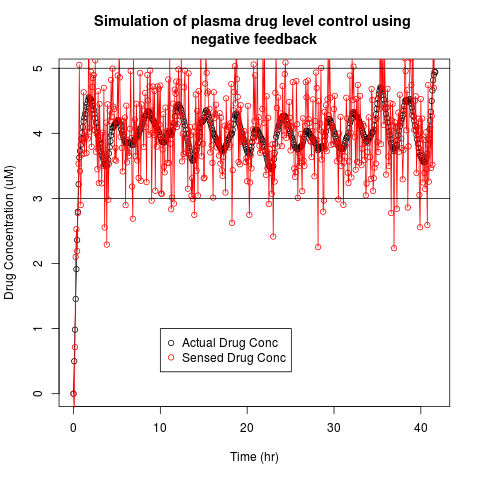 Simulation of plasma drug level control using
negative feedback
Drug Concentration (uM)
5
4
3
2
1
0
Actual Drug Conc
Sensed Drug Conc
0 10 20 30 40
Time (hr)